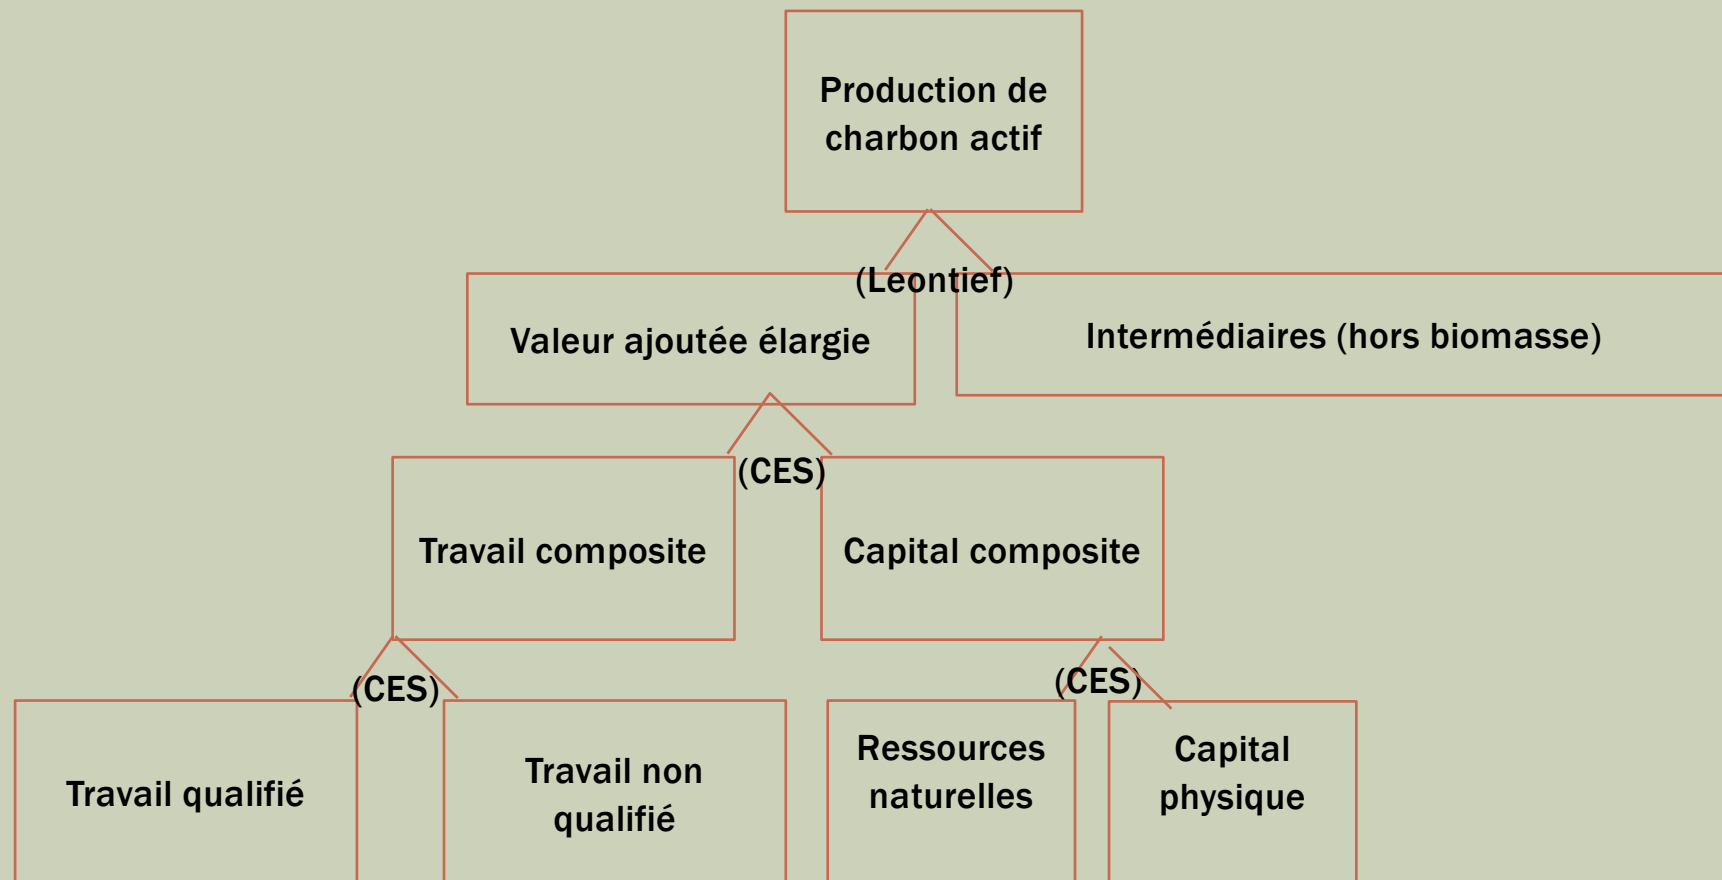 Production de
charbon actif
(Leontief)
Valeur ajoutée élargie
Intermédiaires (hors biomasse)
(CES)
Travail composite
Capital composite
(CES)
(CES)
Travail qualifié
Travail non
qualifié
Ressources
naturelles
Capital
physique